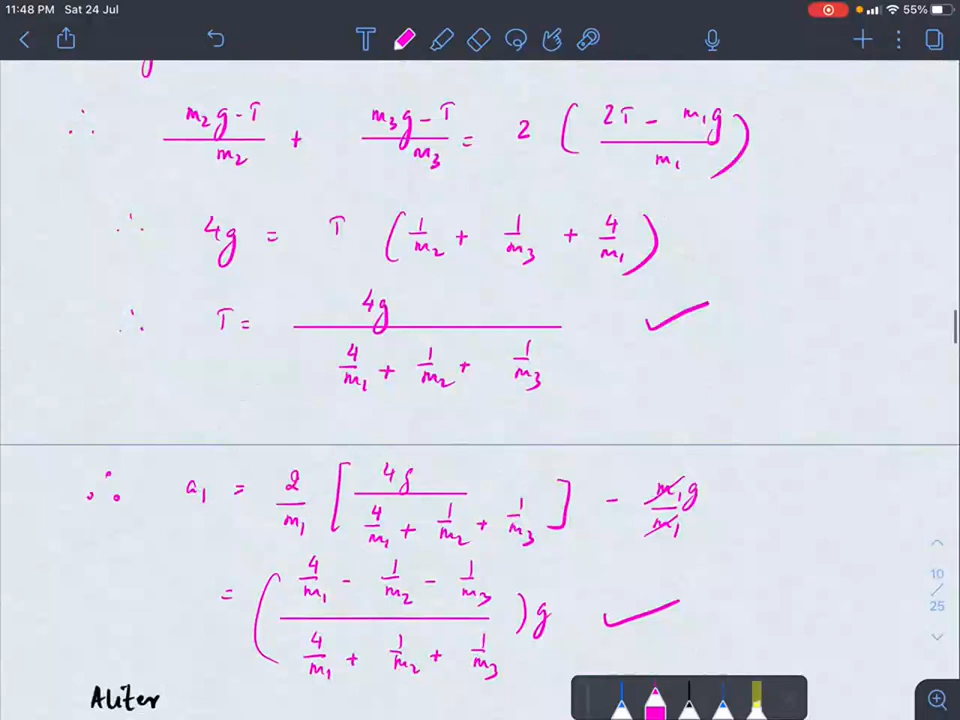 11:48 PM Sat 24 Jul 55%
∴ (m₂g - T)/m₂ + (m₃g - T)/m₃ = 2 ((2T - m₁g)/m₁)
∴ 4g = T (1/m₂ + 1/m₃ + 4/m₁)
∴ T = 4g/(4/m₁ + 1/m₂ + 1/m₃) ✓
∴ a₁ = 2/m₁ [4g/(4/m₁ + 1/m₂ + 1/m₃)] - m₁g/m₁
= ((4/m₁ - 1/m₂ - 1/m₃)/(4/m₁ + 1/m₂ + 1/m₃)) g ✓
10
/
25
Aliter